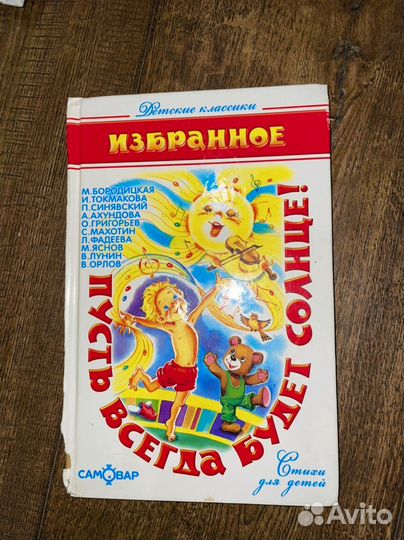 Детские классики
ИЗБРАННОЕ
М.БОРОДИЦКАЯ
И.ТОКМАКОВА
П.СИНЯВСКИЙ
А.АХУНДОВА
О.ГРИГОРЬЕВ
С.МАХОТИН
Л.ФАДЕЕВА
М.ЯСНОВ
В.ЛУНИН
В.ОРЛОВ
ПУСТЬ ВСЕГДА БУДЕТ СОЛНЦЕ!
Стихи
для детей
САМОВАР
Avito